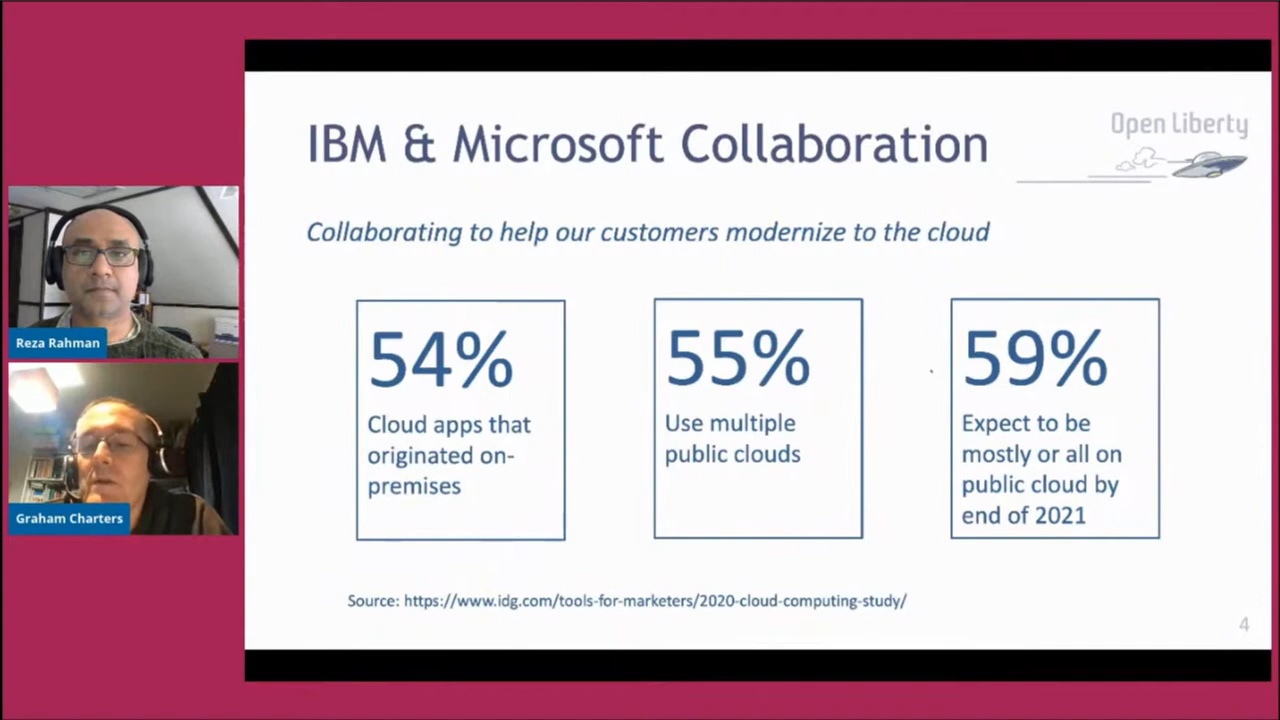 IBM & Microsoft Collaboration
Open Liberty
Collaborating to help our customers modernize to the cloud
54%
Cloud apps that
originated on-
premises
55%
Use multiple
public clouds
59%
Expect to be
mostly or all on
public cloud by
end of 2021
Source: https://www.idg.com/tools-for-marketers/2020-cloud-computing-study/
4
Reza Rahman
Graham Charters